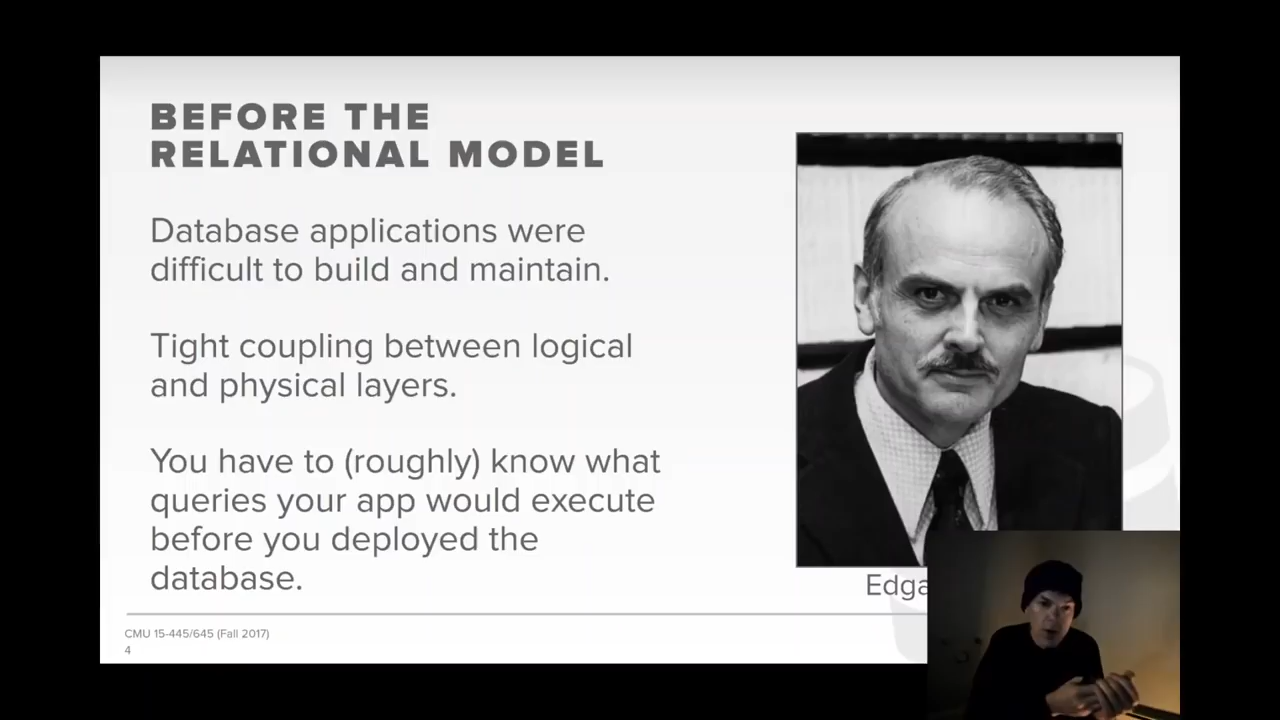 BEFORE THE
RELATIONAL MODEL
Database applications were
difficult to build and maintain.
Tight coupling between logical
and physical layers.
You have to (roughly) know what
queries your app would execute
before you deployed the
database.
Edga
CMU 15-445/645 (Fall 2017)
4